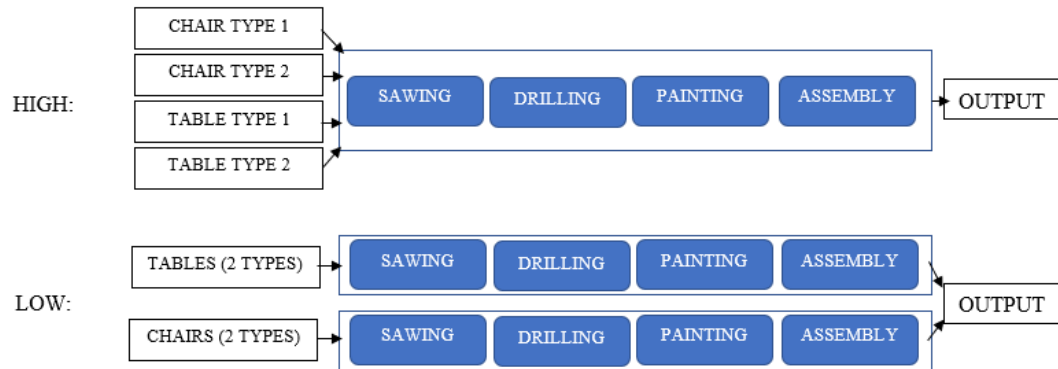 CHAIR TYPE 1
CHAIR TYPE 2
HIGH:
TABLE TYPE 1
TABLE TYPE 2
SAWING DRILLING PAINTING ASSEMBLY
OUTPUT
LOW:
TABLES (2 TYPES)
SAWING DRILLING PAINTING ASSEMBLY
CHAIRS (2 TYPES)
SAWING DRILLING PAINTING ASSEMBLY
OUTPUT